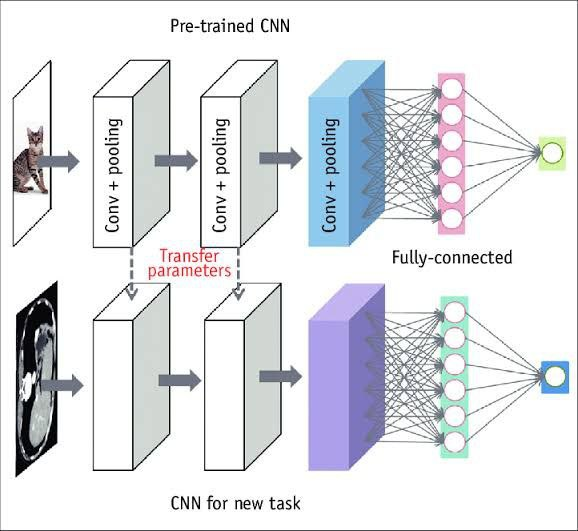 Pre-trained CNN
Conv + pooling
Conv + pooling
Conv + pooling
Transfer
parameters
Fully-connected
CNN for new task